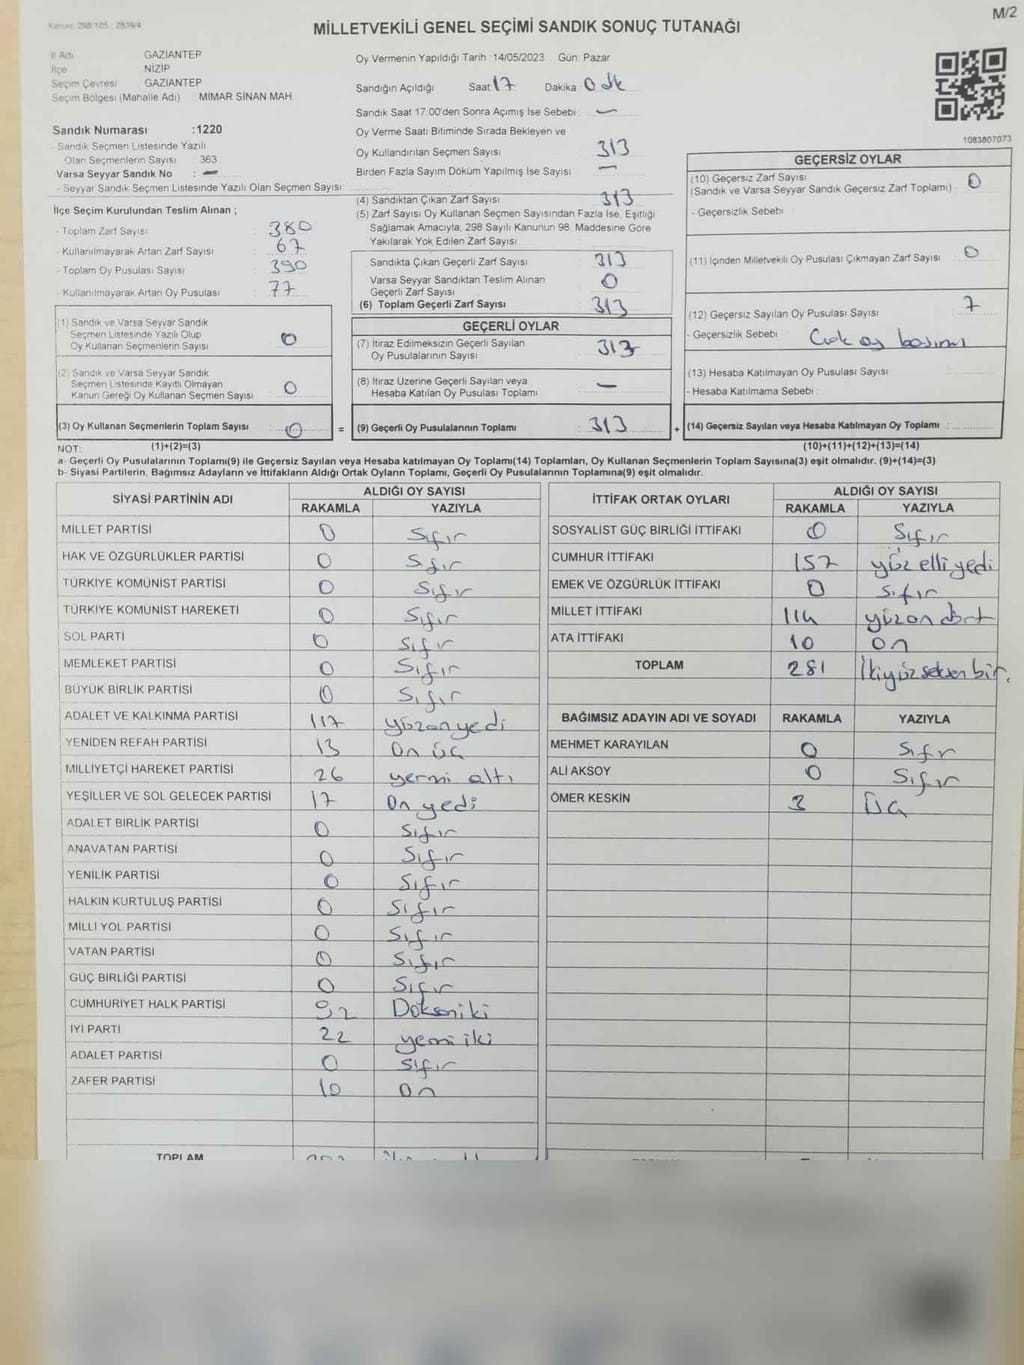 Kanun: 298/105 : 2839/4
M/2
MİLLETVEKİLİ GENEL SEÇİMİ SANDIK SONUÇ TUTANAĞI
İl Adı GAZİANTEP
İlçe NİZİP
Seçim Çevresi GAZİANTEP
Seçim Bölgesi (Mahalle Adı) MİMAR SİNAN MAH
Sandık Numarası :1220
- Sandık Seçmen Listesinde Yazılı
Olan Seçmenlerin Sayısı 363
Varsa Seyyar Sandık No : —
- Seyyar Sandık Seçmen Listesinde Yazılı Olan Seçmen Sayısı
İlçe Seçim Kurulundan Teslim Alınan ;
- Toplam Zarf Sayısı : 380
- Kullanılmayarak Artan Zarf Sayısı : 67
- Toplam Oy Pusulası Sayısı : 390
- Kullanılmayarak Artan Oy Pusulası : 77
(1) Sandık ve Varsa Seyyar Sandık
Seçmen Listesinde Yazılı Olup
Oy Kullanan Seçmenlerin Sayısı 0
(2) Sandık ve Varsa Seyyar Sandık
Seçmen Listesinde Kayıtlı Olmayan
Kanun Gereği Oy Kullanan Seçmen Sayısı 0
(3) Oy Kullanan Seçmenlerin Toplam Sayısı 0
Oy Vermenin Yapıldığı Tarih :14/05/2023 Gün: Pazar
Sandığın Açıldığı Saat 17 Dakika 0 dk
Sandık Saat 17:00'den Sonra Açımış İse Sebebi : —
Oy Verme Saati Bitiminde Sırada Bekleyen ve
Oy Kullandırılan Seçmen Sayısı 313
Birden Fazla Sayım Döküm Yapılmış İse Sayısı —
(4) Sandıktan Çıkan Zarf Sayısı 313
(5) Zarf Sayısı Oy Kullanan Seçmen Sayısından Fazla İse, Eşitliği
Sağlamak Amacıyla, 298 Sayılı Kanunun 98. Maddesine Göre
Yakılarak Yok Edilen Zarf Sayısı
Sandıkta Çıkan Geçerli Zarf Sayısı 313
Varsa Seyyar Sandıktan Teslim Alınan
Geçerli Zarf Sayısı 0
(6) Toplam Geçerli Zarf Sayısı 313
GEÇERLİ OYLAR
(7) İtiraz Edilmeksizin Geçerli Sayılan
Oy Pusulalarının Sayısı 313
(8) İtiraz Üzerine Geçerli Sayılan veya
Hesaba Katılan Oy Pusulası Toplamı —
= (9) Geçerli Oy Pusulalarının Toplamı 313 +
1083807073
GEÇERSİZ OYLAR
(10) Geçersiz Zarf Sayısı
(Sandık ve Varsa Seyyar Sandık Geçersiz Zarf Toplamı) 0
- Geçersizlik Sebebi
(11) İçinden Milletvekili Oy Pusulası Çıkmayan Zarf Sayısı 0
(12) Geçersiz Sayılan Oy Pusulası Sayısı 7
- Geçersizlik Sebebi Çok oy basımı
(13) Hesaba Katılmayan Oy Pusulası Sayısı
- Hesaba Katılmama Sebebi
(14) Geçersiz Sayılan veya Hesaba Katılmayan Oy Toplamı :
NOT: (1)+(2)=(3) (10)+(11)+(12)+(13)=(14)
a- Geçerli Oy Pusulalarının Toplamı(9) ile Geçersiz Sayılan veya Hesaba katılmayan Oy Toplamı(14) Toplamları, Oy Kullanan Seçmenlerin Toplam Sayısına(3) eşit olmalıdır. (9)+(14)=(3)
b- Siyasi Partilerin, Bağımsız Adayların ve İttifakların Aldığı Ortak Oyların Toplamı, Geçerli Oy Pusulalarının Toplamına(9) eşit olmalıdır.
SİYASİ PARTİNİN ADI ALDIĞI OY SAYISI
RAKAMLA YAZIYLA
MİLLET PARTİSİ 0 Sıfır
HAK VE ÖZGÜRLÜKLER PARTİSİ 0 Sıfır
TÜRKİYE KOMÜNİST PARTİSİ 0 Sıfır
TÜRKİYE KOMÜNİST HAREKETİ 0 Sıfır
SOL PARTİ 0 Sıfır
MEMLEKET PARTİSİ 0 Sıfır
BÜYÜK BİRLİK PARTİSİ 0 Sıfır
ADALET VE KALKINMA PARTİSİ 117 yüzonyedi
YENİDEN REFAH PARTİSİ 13 On üç
MİLLİYETÇİ HAREKET PARTİSİ 26 yermi altı
YEŞİLLER VE SOL GELECEK PARTİSİ 17 On yedi
ADALET BİRLİK PARTİSİ 0 Sıfır
ANAVATAN PARTİSİ 0 Sıfır
YENİLİK PARTİSİ 0 Sıfır
HALKIN KURTULUŞ PARTİSİ 0 Sıfır
MİLLİ YOL PARTİSİ 0 Sıfır
VATAN PARTİSİ 0 Sıfır
GÜÇ BİRLİĞİ PARTİSİ 0 Sıfır
CUMHURİYET HALK PARTİSİ 92 Doksaniki
İYİ PARTİ 22 yermi iki
ADALET PARTİSİ 0 Sıfır
ZAFER PARTİSİ 10 On
TOPLAM
İTTİFAK ORTAK OYLARI ALDIĞI OY SAYISI
RAKAMLA YAZIYLA
SOSYALİST GÜÇ BİRLİĞİ İTTİFAKI 0 Sıfır
CUMHUR İTTİFAKI 157 yüz elli yedi
EMEK VE ÖZGÜRLÜK İTTİFAKI 0 Sıfır
MİLLET İTTİFAKI 114 yüzon dört
ATA İTTİFAKI 10 On
TOPLAM 281 İkiyüzseksen bir.
BAĞIMSIZ ADAYIN ADI VE SOYADI RAKAMLA YAZIYLA
MEHMET KARAYILAN 0 Sıfır
ALİ AKSOY 0 Sıfır
ÖMER KESKİN 3 Üç